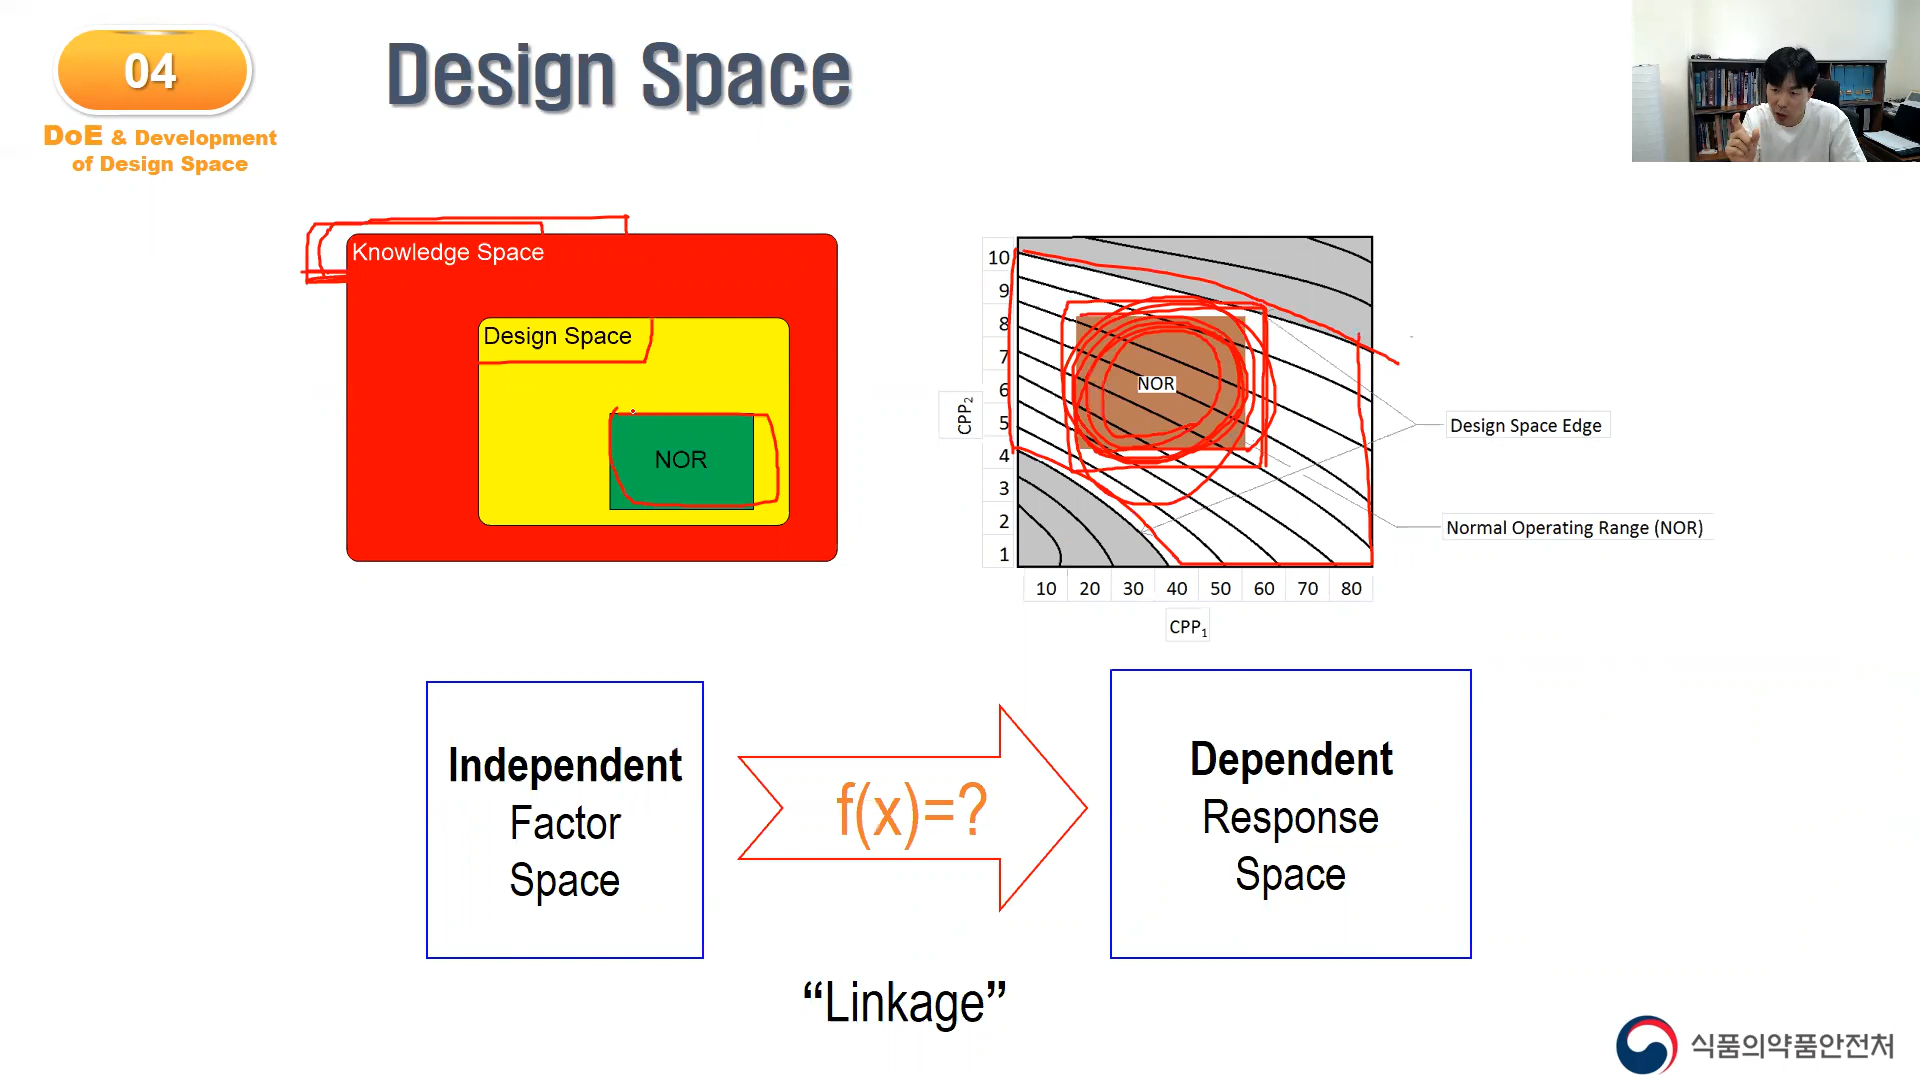 04
Design Space
DoE & Development
of Design Space
Knowledge Space
Design Space
NOR
10
9
8
7
6
5
4
3
2
1
CPP2
NOR
Design Space Edge
Normal Operating Range (NOR)
10 20 30 40 50 60 70 80
CPP1
Independent
Factor
Space
f(x)=?
Dependent
Response
Space
“Linkage”
식품의약품안전처